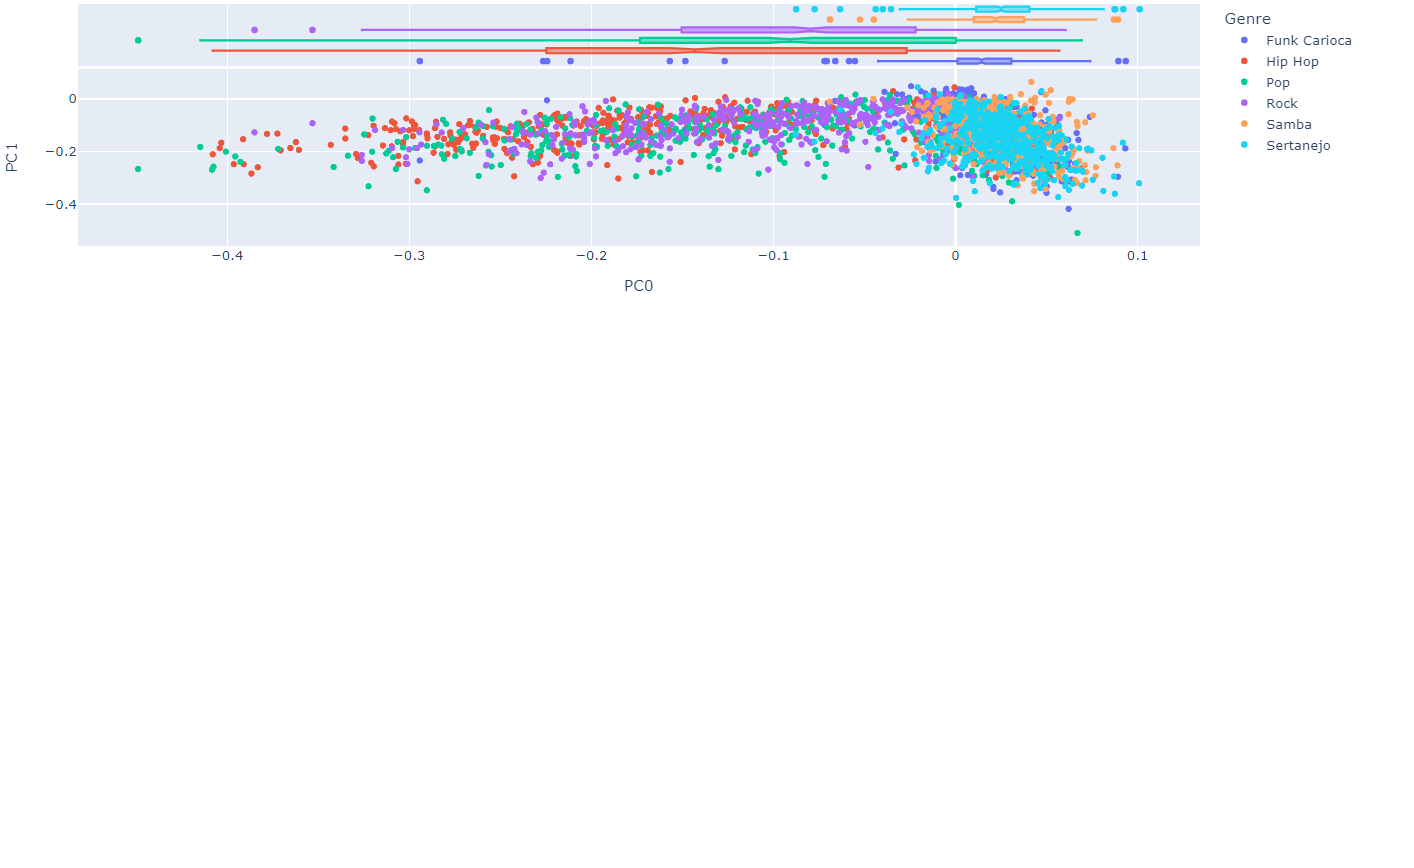 Genre
Funk Carioca
Hip Hop
Pop
Rock
Samba
Sertanejo
0
−0.2
−0.4
PC1
−0.4
−0.3
−0.2
−0.1
0
0.1
PC0